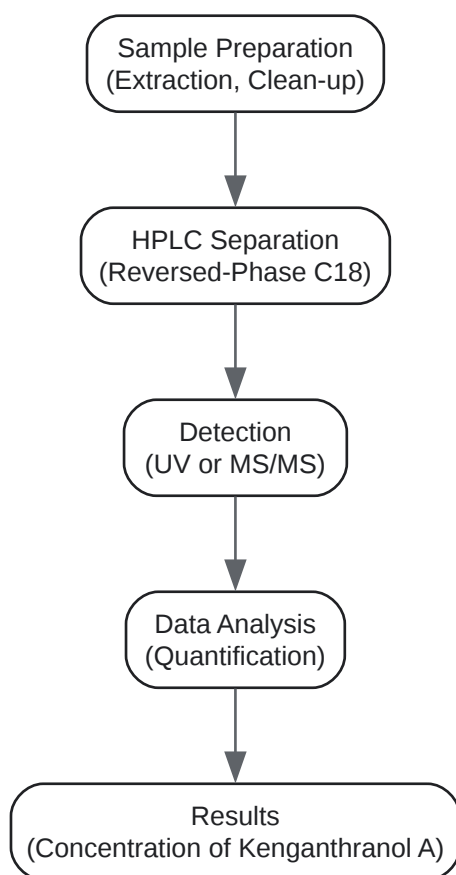 Sample Preparation
(Extraction, Clean-up)
HPLC Separation
(Reversed-Phase C18)
Detection
(UV or MS/MS)
Data Analysis
(Quantification)
Results
(Concentration of Kenganthranol A)